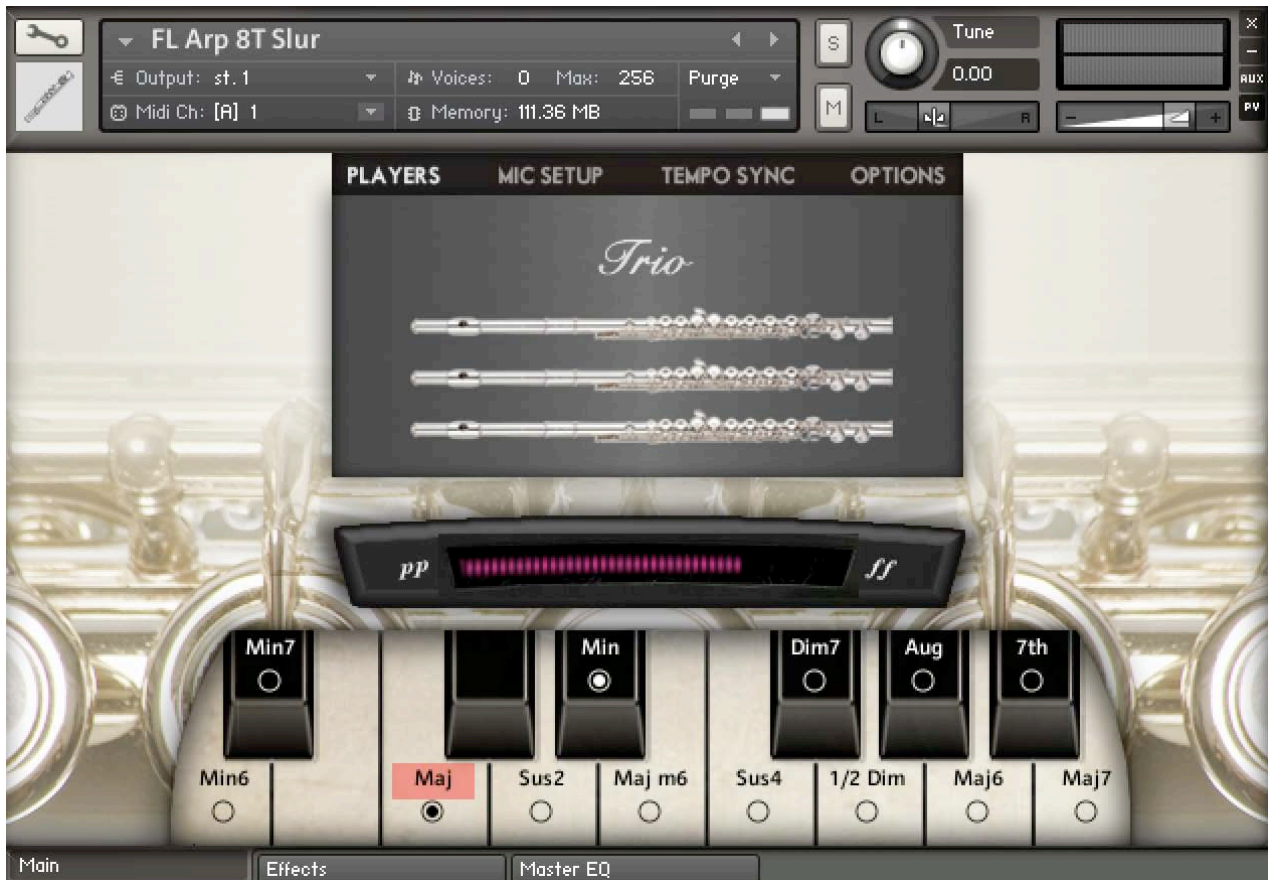 FL Arp 8T Slur
Output: st. 1
Voices: 0 Max: 256
Purge
Midi Ch: [A] 1
Memory: 111.36 MB
S
M
Tune
0.00
L
R
-
+
X
-
AUX
PV
PLAYERS MIC SETUP TEMPO SYNC OPTIONS
Trio
pp ff
Min7 Min Dim7 Aug 7th
Min6 Maj Sus2 Maj m6 Sus4 1/2 Dim Maj6 Maj7
Main Effects Master EQ